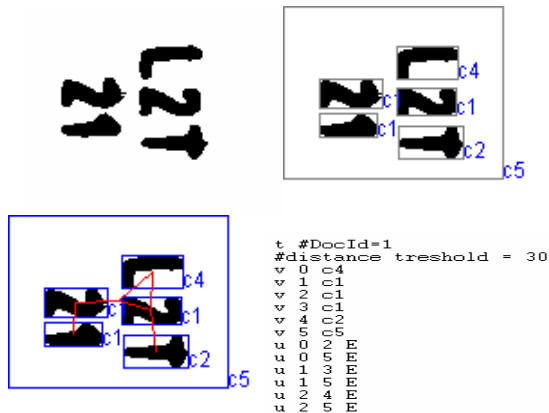 c4
c1
c1
c1
c2
c5
c4
c1
c1
c2
c5
t #DocId=1
#distance treshold = 30
v 0 c4
v 1 c1
v 2 c1
v 3 c1
v 4 c2
v 5 c5
u 0 2 E
u 0 5 E
u 1 3 E
u 1 5 E
u 2 4 E
u 2 5 E